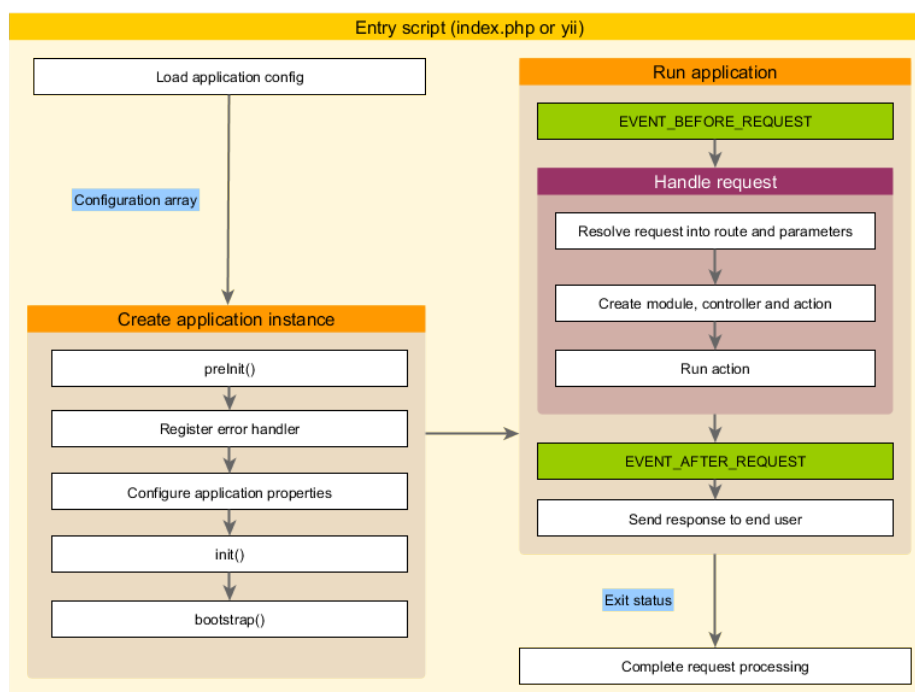 Entry script (index.php or yii)
Load application config
Configuration array
Create application instance
preInit()
Register error handler
Configure application properties
init()
bootstrap()
Run application
EVENT_BEFORE_REQUEST
Handle request
Resolve request into route and parameters
Create module, controller and action
Run action
EVENT_AFTER_REQUEST
Send response to end user
Exit status
Complete request processing